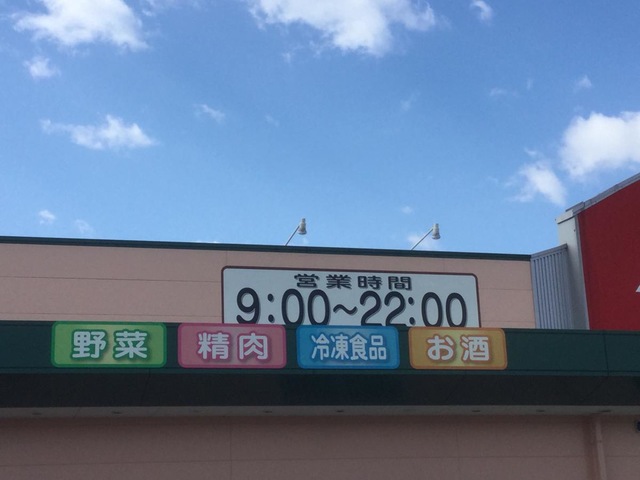 営業時間
9:00~22:00
野菜
精肉
冷凍食品
お酒